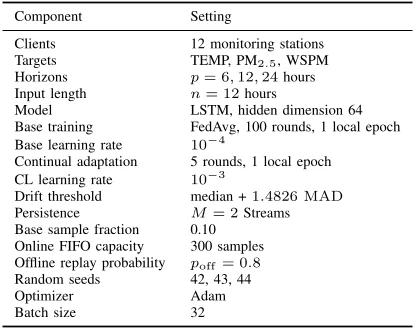 Component Setting
Clients 12 monitoring stations
Targets TEMP, PM₂.₅, WSPM
Horizons p = 6, 12, 24 hours
Input length n = 12 hours
Model LSTM, hidden dimension 64
Base training FedAvg, 100 rounds, 1 local epoch
Base learning rate 10⁻⁴
Continual adaptation 5 rounds, 1 local epoch
CL learning rate 10⁻³
Drift threshold median + 1.4826 MAD
Persistence M = 2 Streams
Base sample fraction 0.10
Online FIFO capacity 300 samples
Offline replay probability p_off = 0.8
Random seeds 42, 43, 44
Optimizer Adam
Batch size 32